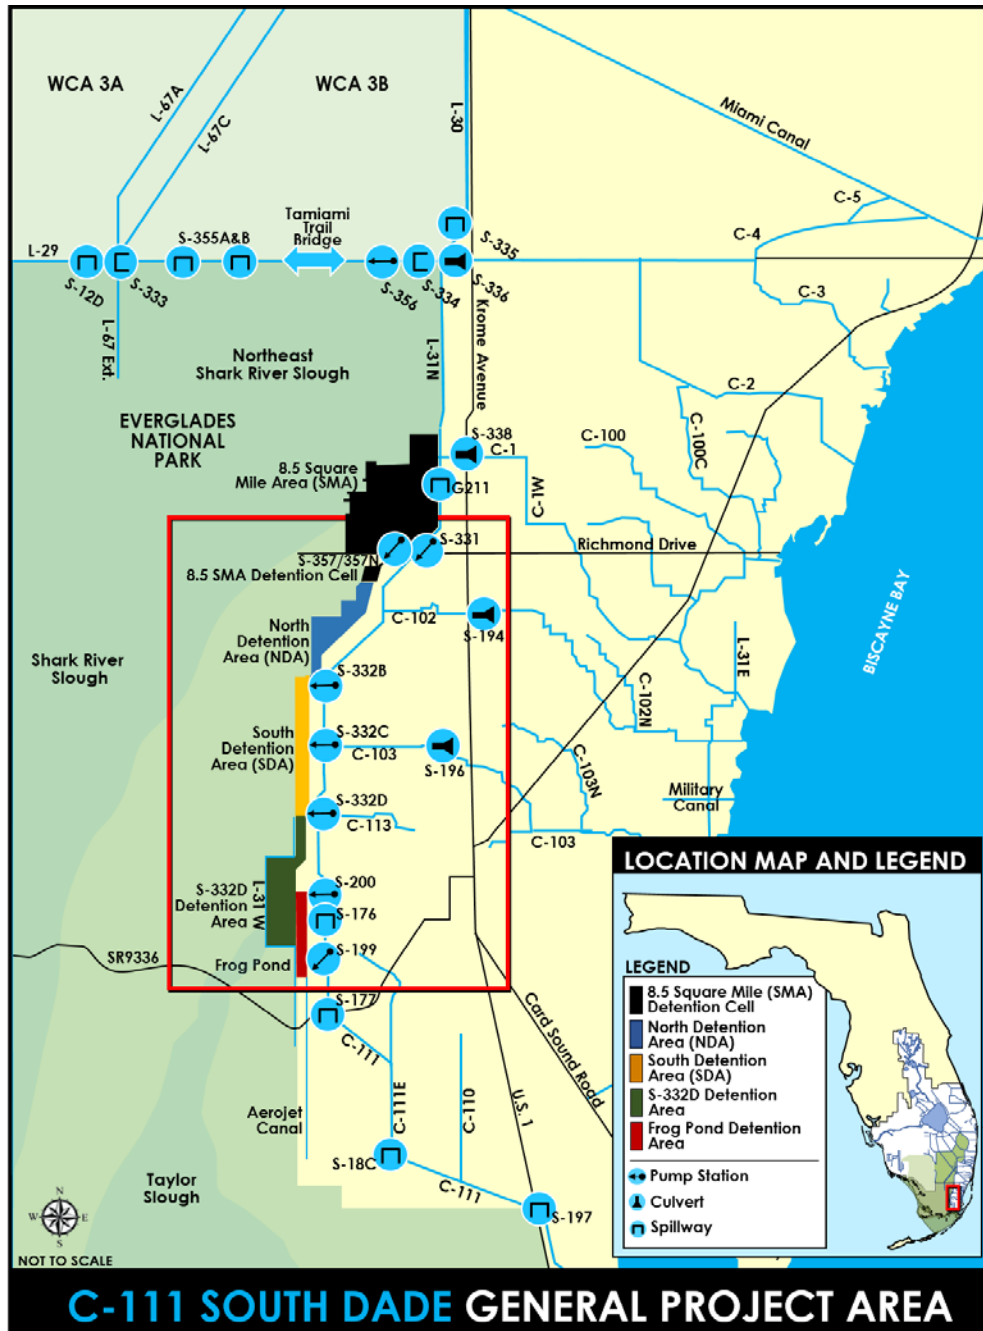 WCA 3A
WCA 3B
L-67A
L-67C
L-30
Miami Canal
C-5
C-4
C-3
Tamiami
Trail
Bridge
S-355A&B
L-29
S-12D
S-333
S-356
S-334
S-335
S-336
L-67 Ext.
L-31N
Krome Avenue
Northeast
Shark River Slough
C-2
EVERGLADES
NATIONAL
PARK
S-338
C-1
C-100
C-100C
8.5 Square
Mile Area (SMA)
G211
C-1W
S-331
Richmond Drive
S-357/357N
8.5 SMA Detention Cell
C-102
S-194
BISCAYNE BAY
North
Detention
Area (NDA)
L-31E
Shark River
Slough
S-332B
C-102N
South
Detention
Area (SDA)
S-332C
C-103
S-196
C-103N
Military
Canal
S-332D
C-113
C-103
S-200
S-332D
Detention
Area
L-31 W
S-176
S-199
SR9336
Frog Pond
S-177
C-111
Card Sound Road
Aerojet
Canal
C-111E
C-110
U.S. 1
S-18C
C-111
S-197
Taylor
Slough
N
W
E
S
NOT TO SCALE
LOCATION MAP AND LEGEND
LEGEND
8.5 Square Mile (SMA)
Detention Cell
North Detention
Area (NDA)
South Detention
Area (SDA)
S-332D Detention
Area
Frog Pond Detention
Area
Pump Station
Culvert
Spillway
C-111 SOUTH DADE GENERAL PROJECT AREA